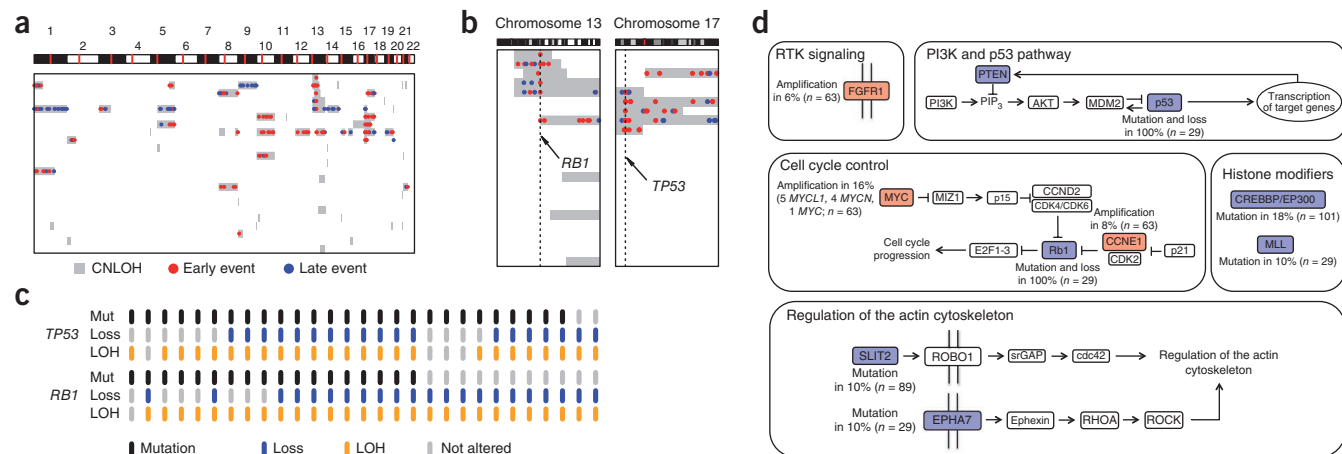 a
1 3 5 7 9 11 13 15 17 19 21
2 4 6 8 10 12 14 16 18 20 22
CNLOH Early event Late event
b
Chromosome 13 Chromosome 17
RB1
TP53
c
TP53
Mut
Loss
LOH
RB1
Mut
Loss
LOH
Mutation Loss LOH Not altered
d
RTK signaling
Amplification
in 6% (n = 63)
FGFR1
PI3K and p53 pathway
PTEN
PI3K PIP3 AKT MDM2 p53
Transcription
of target genes
Mutation and loss
in 100% (n = 29)
Cell cycle control
Amplification in 16%
(5 MYCL1, 4 MYCN,
1 MYC; n = 63)
MYC MIZ1 p15 CCND2
CDK4/CDK6
Amplification
in 8% (n = 63)
Cell cycle
progression
E2F1-3 Rb1 CCNE1 p21
CDK2
Mutation and loss
in 100% (n = 29)
Histone modifiers
CREBBP/EP300
Mutation in 18% (n = 101)
MLL
Mutation in 10% (n = 29)
Regulation of the actin cytoskeleton
SLIT2 ROBO1 srGAP cdc42
Mutation
in 10% (n = 89)
Regulation of the actin
cytoskeleton
Mutation
in 10% (n = 29)
EPHA7 Ephexin RHOA ROCK